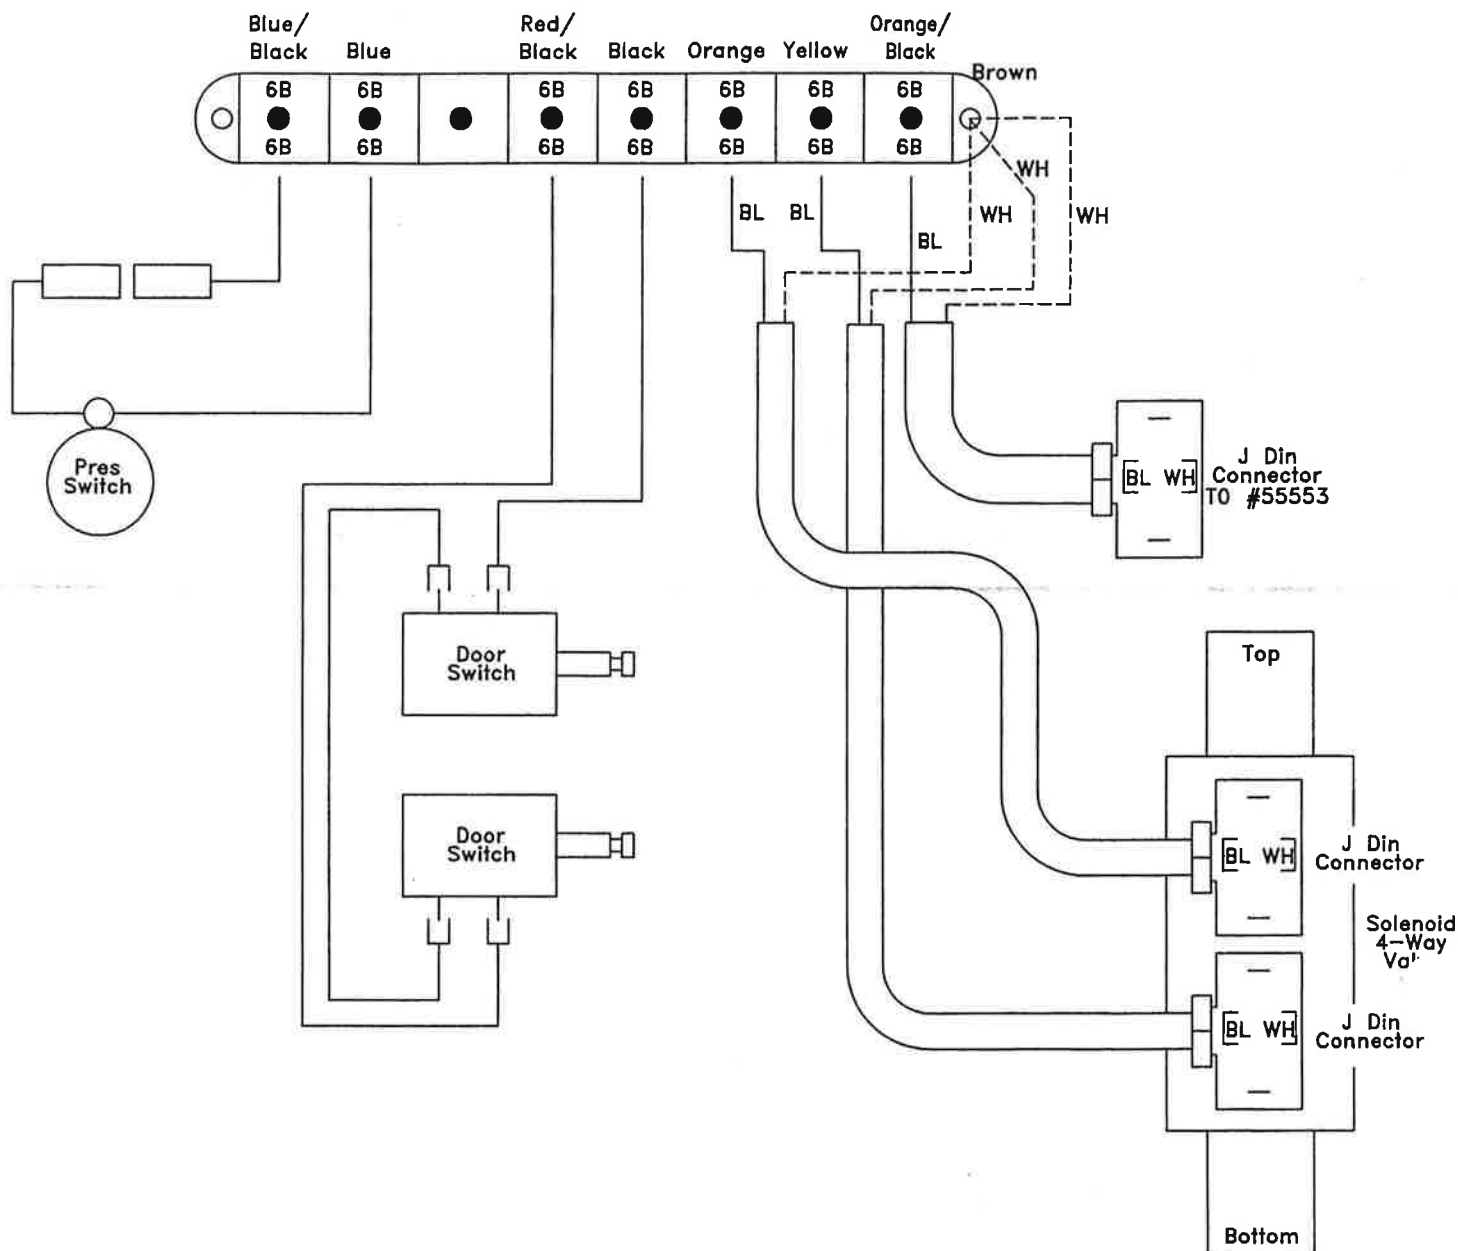 Blue/
Black
Blue
Red/
Black
Black
Orange
Yellow
Orange/
Black
Brown
6B 6B 6B 6B 6B 6B 6B
6B 6B 6B 6B 6B 6B 6B
WH
BL
BL
WH
WH
BL
Pres
Switch
J Din
Connector
TO #55553
BL WH
Door
Switch
Top
Door
Switch
BL WH
J Din
Connector
Solenoid
4-Way
BL WH
J Din
Connector
Bottom